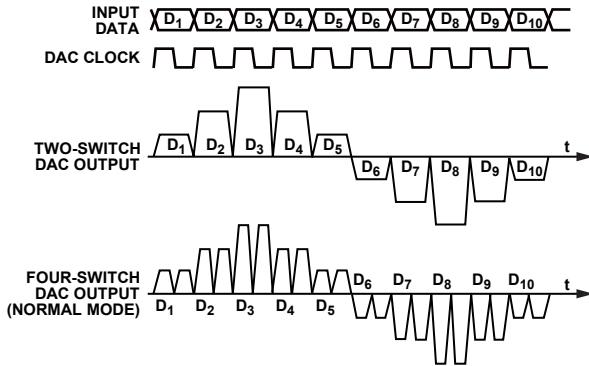 INPUT
DATA
D1 D2 D3 D4 D5 D6 D7 D8 D9 D10
DAC CLOCK
TWO-SWITCH
DAC OUTPUT
D1 D2 D3 D4 D5
t
D6 D7 D8 D9 D10
FOUR-SWITCH
DAC OUTPUT
(NORMAL MODE)
D6 D7 D8 D9 D10
t
D1 D2 D3 D4 D5